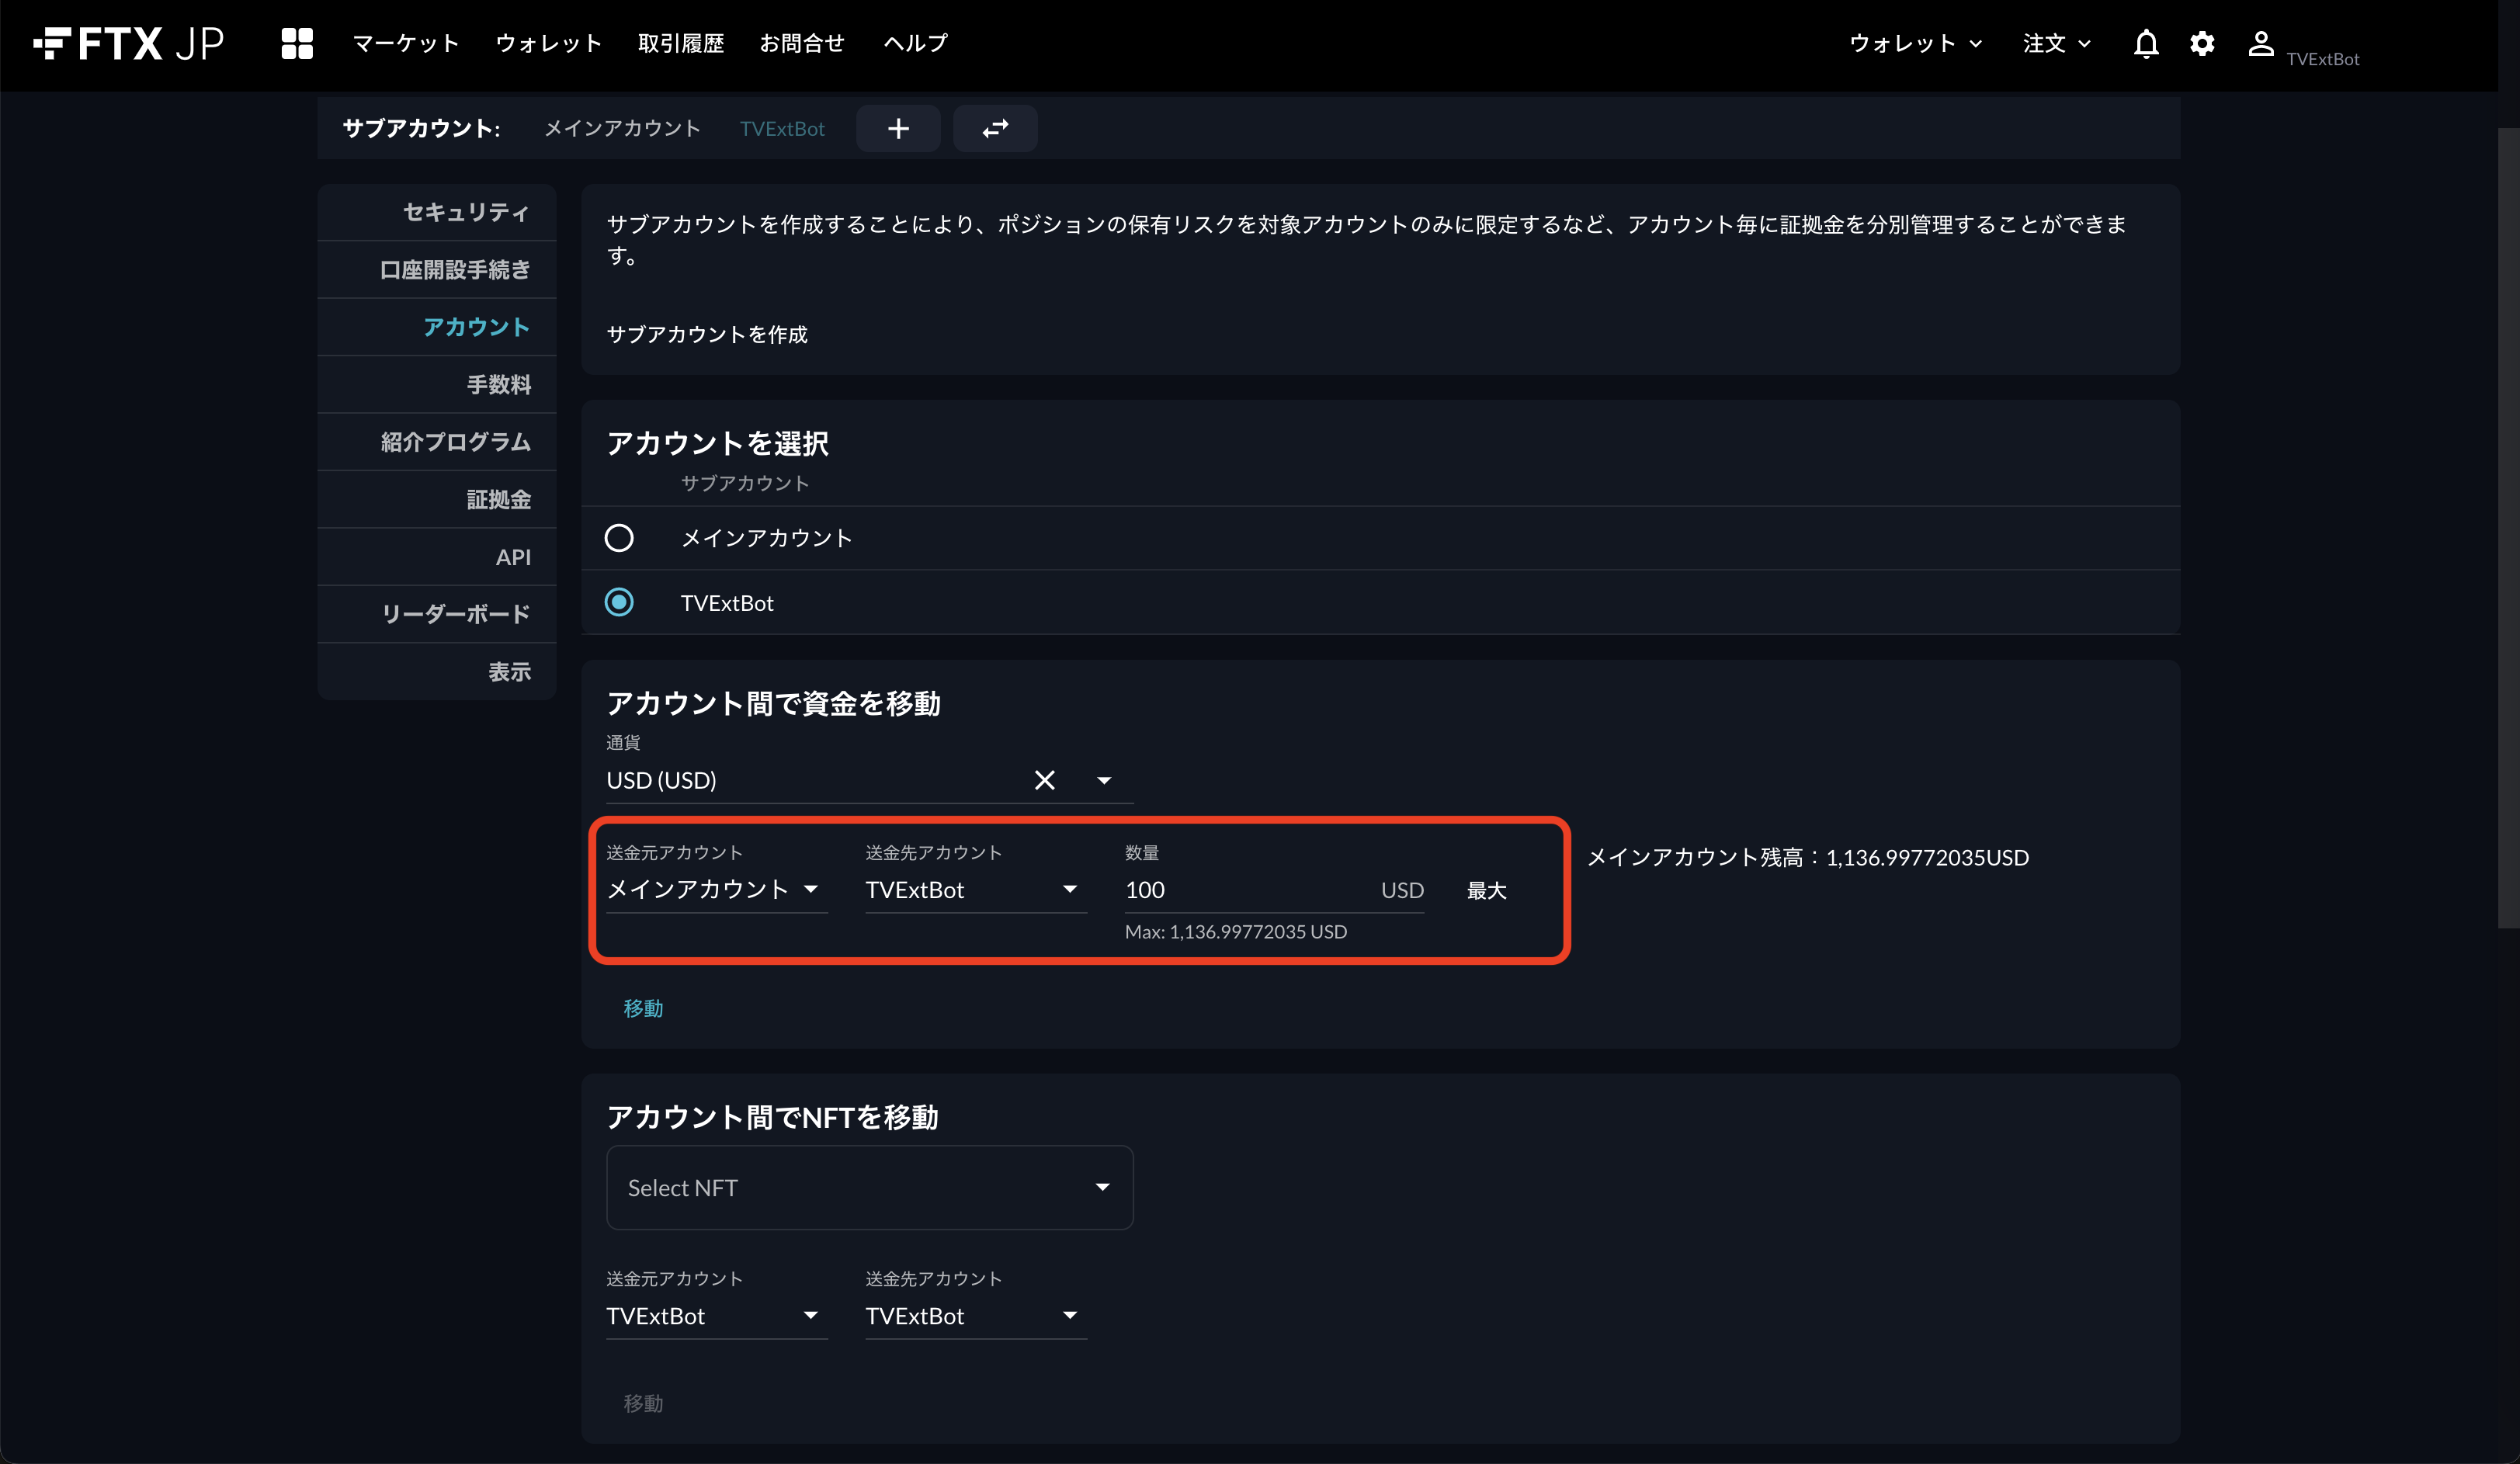 FTX JP
マーケット ウォレット 取引履歴 お問合せ ヘルプ
ウォレット 注文 TVExtBot
サブアカウント: メインアカウント TVExtBot
セキュリティ
口座開設手続き
アカウント
手数料
紹介プログラム
証拠金
API
リーダーボード
表示
サブアカウントを作成することにより、ポジションの保有リスクを対象アカウントのみに限定するなど、アカウント毎に証拠金を分別管理することができま
す。
サブアカウントを作成
アカウントを選択
サブアカウント
メインアカウント
TVExtBot
アカウント間で資金を移動
通貨
USD (USD)
送金元アカウント 送金先アカウント 数量
メインアカウント残高：1,136.99772035USD
メインアカウント TVExtBot 100 USD 最大
Max: 1,136.99772035 USD
移動
アカウント間でNFTを移動
Select NFT
送金元アカウント 送金先アカウント
TVExtBot TVExtBot
移動